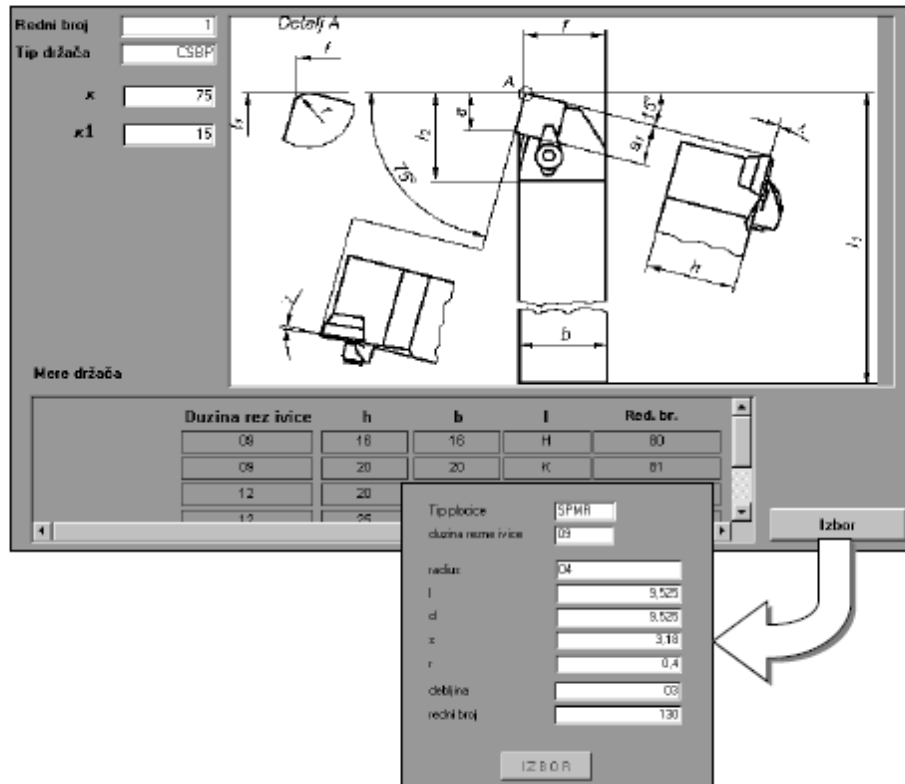 Redni broj 1
Tip držača CSBP
κ 75
κ1 15
Detalj A
f
r
A
f
a
l₂
a₁
15°
75°
h
l₁
b
Mere držača
Duzina rez ivice h b l Red. br.
09 16 16 H 80
09 20 20 K 81
12 20
12 25
Izbor
Tip plocice SPMR
duzina rezne ivice 09
radius 04
l 9,525
d 9,525
s 3,18
r 0,4
debljina 03
redni broj 130
IZBOR